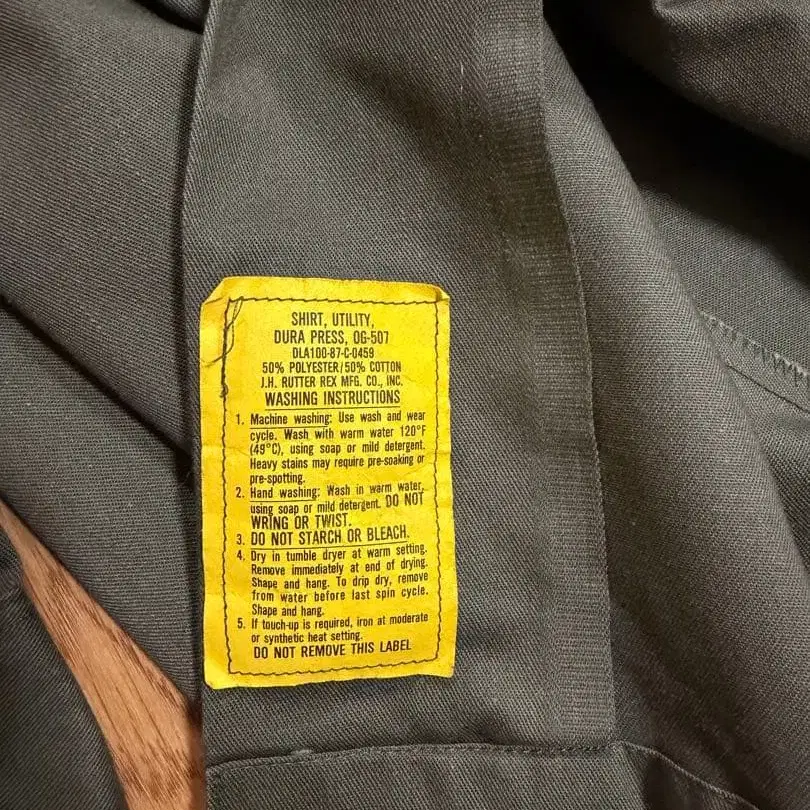 SHIRT, UTILITY,
DURA PRESS, OG-507
DLA100-87-C-0459
50% POLYESTER/50% COTTON
J.H. RUTTER REX MFG. CO., INC.
WASHING INSTRUCTIONS
1. Machine washing: Use wash and wear
cycle. Wash with warm water 120°F
(49°C), using soap or mild detergent.
Heavy stains may require pre-soaking or
pre-spotting.
2. Hand washing: Wash in warm water,
using soap or mild detergent. DO NOT
WRING OR TWIST.
3. DO NOT STARCH OR BLEACH.
4. Dry in tumble dryer at warm setting.
Remove immediately at end of drying.
Shape and hang. To drip dry, remove
from water before last spin cycle.
Shape and hang.
5. If touch-up is required, iron at moderate
or synthetic heat setting.
DO NOT REMOVE THIS LABEL